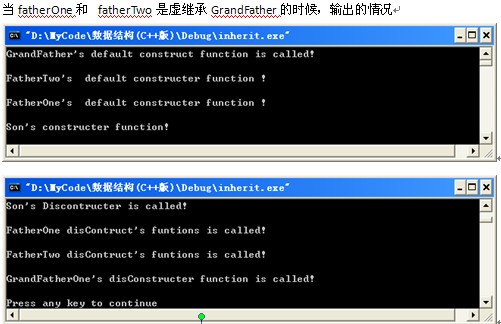 当 fatherOne 和 fatherTwo 是虚继承 GrandFather 的时候，输出的情况
"D:\MyCode\数据结构(C++版)\Debug\inherit.exe"
GrandFather's default construct function is called!
FatherTwo's default constructer function !
FatherOne's default constructer function !
Son's constructer function!
"D:\MyCode\数据结构(C++版)\Debug\inherit.exe"
Son's Discontructer is called!
FatherOne disContruct's funtions is called!
FatherTwo disContruct's funtions is called!
GrandFatherOne's disConstructer function is called!
Press any key to continue